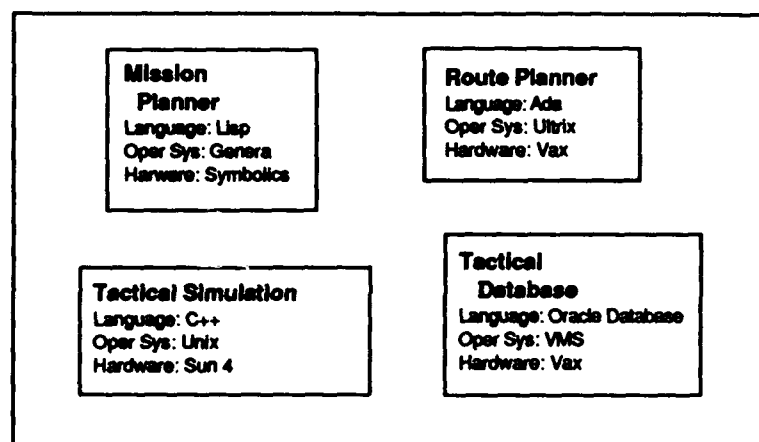 Mission
Planner
Language: Lisp
Oper Sys: Genera
Harware: Symbolics
Route Planner
Language: Ada
Oper Sys: Ultrix
Hardware: Vax
Tactical Simulation
Language: C++
Oper Sys: Unix
Hardware: Sun 4
Tactical
Database
Language: Oracle Database
Oper Sys: VMS
Hardware: Vax